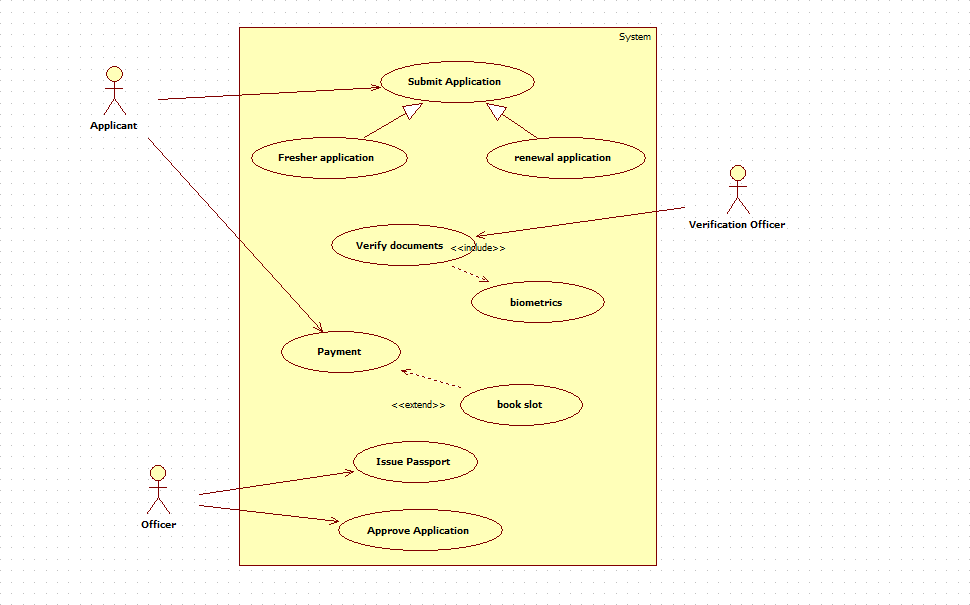 System
Submit Application
Applicant
Fresher application
renewal application
Verification Officer
Verify documents
<<include>>
biometrics
Payment
<<extend>>
book slot
Issue Passport
Officer
Approve Application